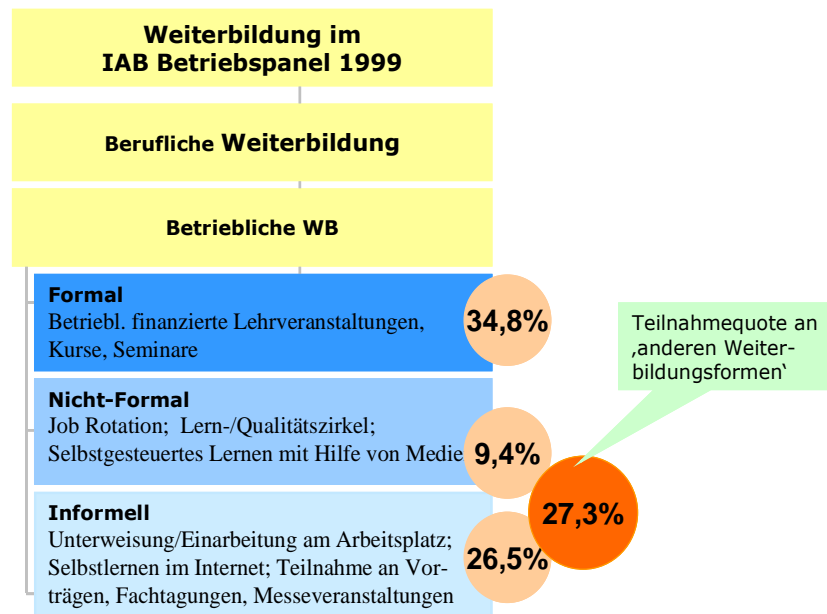 Weiterbildung im
IAB Betriebspanel 1999
Berufliche Weiterbildung
Betriebliche WB
Formal
Betriebl. finanzierte Lehrveranstaltungen,
Kurse, Seminare
34,8%
Teilnahmequote an
‚anderen Weiter-
bildungsformen‘
Nicht-Formal
Job Rotation; Lern-/Qualitätszirkel;
Selbstgesteuertes Lernen mit Hilfe von Medie
9,4%
27,3%
Informell
Unterweisung/Einarbeitung am Arbeitsplatz;
Selbstlernen im Internet; Teilnahme an Vor-
trägen, Fachtagungen, Messeveranstaltungen
26,5%